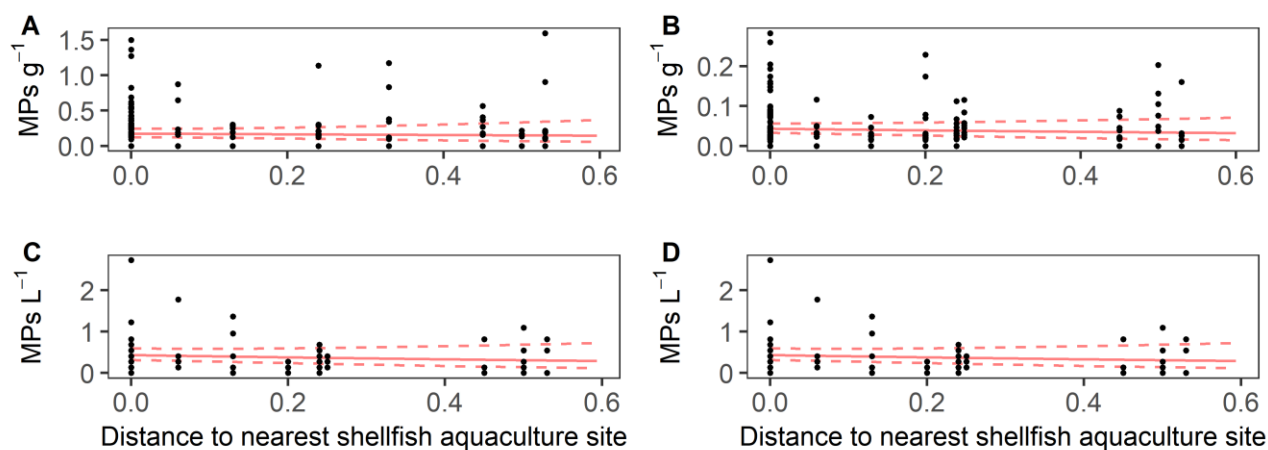 A
MPs g⁻¹
1.5
1.0
0.5
0.0
0.0 0.2 0.4 0.6
B
MPs g⁻¹
0.2
0.1
0.0
0.0 0.2 0.4 0.6
C
MPs L⁻¹
2
1
0
0.0 0.2 0.4 0.6
Distance to nearest shellfish aquaculture site
D
MPs L⁻¹
2
1
0
0.0 0.2 0.4 0.6
Distance to nearest shellfish aquaculture site